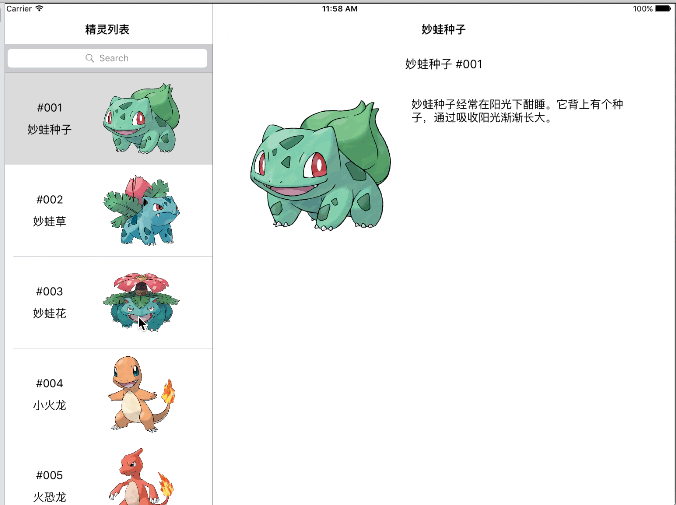 Carrier
11:58 AM
100%
精灵列表
妙蛙种子
Search
#001
妙蛙种子
#002
妙蛙草
#003
妙蛙花
#004
小火龙
#005
火恐龙
妙蛙种子 #001
妙蛙种子经常在阳光下酣睡。它背上有个种
子，通过吸收阳光渐渐长大。